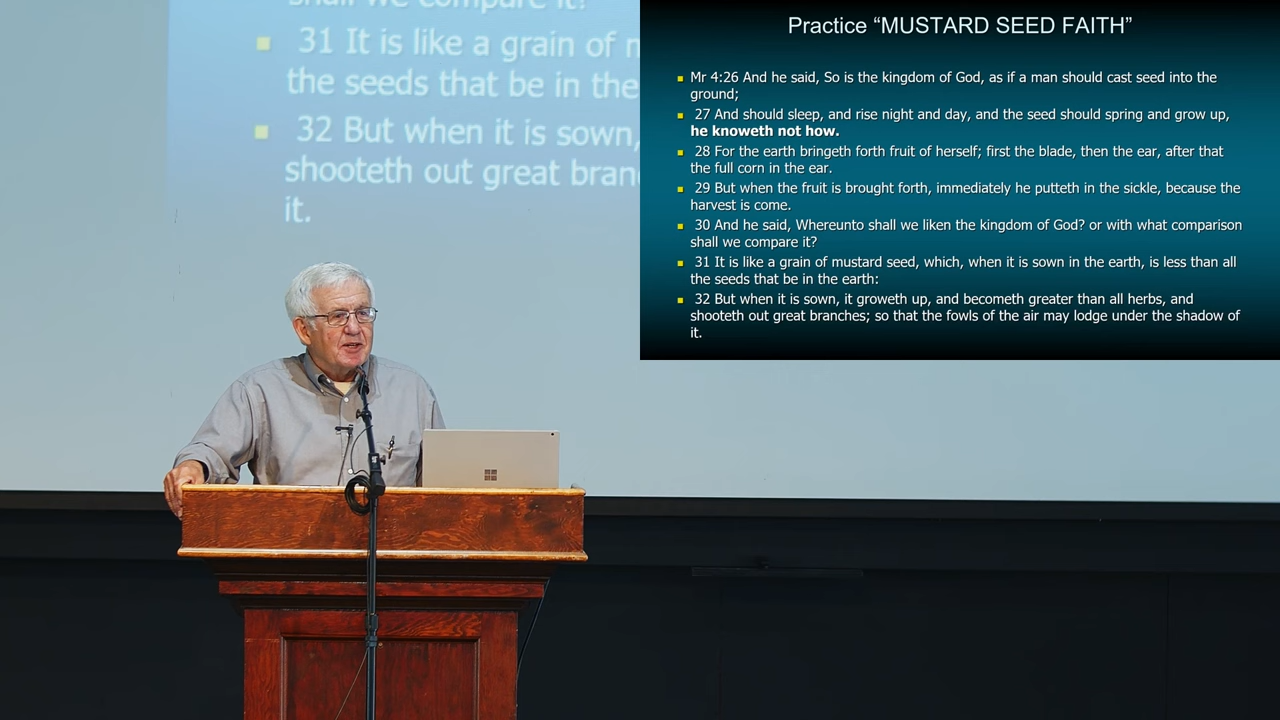 shall we compare it?
31 It is like a grain of
the seeds that be in the
32 But when it is sown,
shooteth out great
it.
Practice “MUSTARD SEED FAITH”
Mr 4:26 And he said, So is the kingdom of God, as if a man should cast seed into the
ground;
27 And should sleep, and rise night and day, and the seed should spring and grow up,
he knoweth not how.
28 For the earth bringeth forth fruit of herself; first the blade, then the ear, after that
the full corn in the ear.
29 But when the fruit is brought forth, immediately he putteth in the sickle, because the
harvest is come.
30 And he said, Whereunto shall we liken the kingdom of God? or with what comparison
shall we compare it?
31 It is like a grain of mustard seed, which, when it is sown in the earth, is less than all
the seeds that be in the earth:
32 But when it is sown, it groweth up, and becometh greater than all herbs, and
shooteth out great branches; so that the fowls of the air may lodge under the shadow of
it.